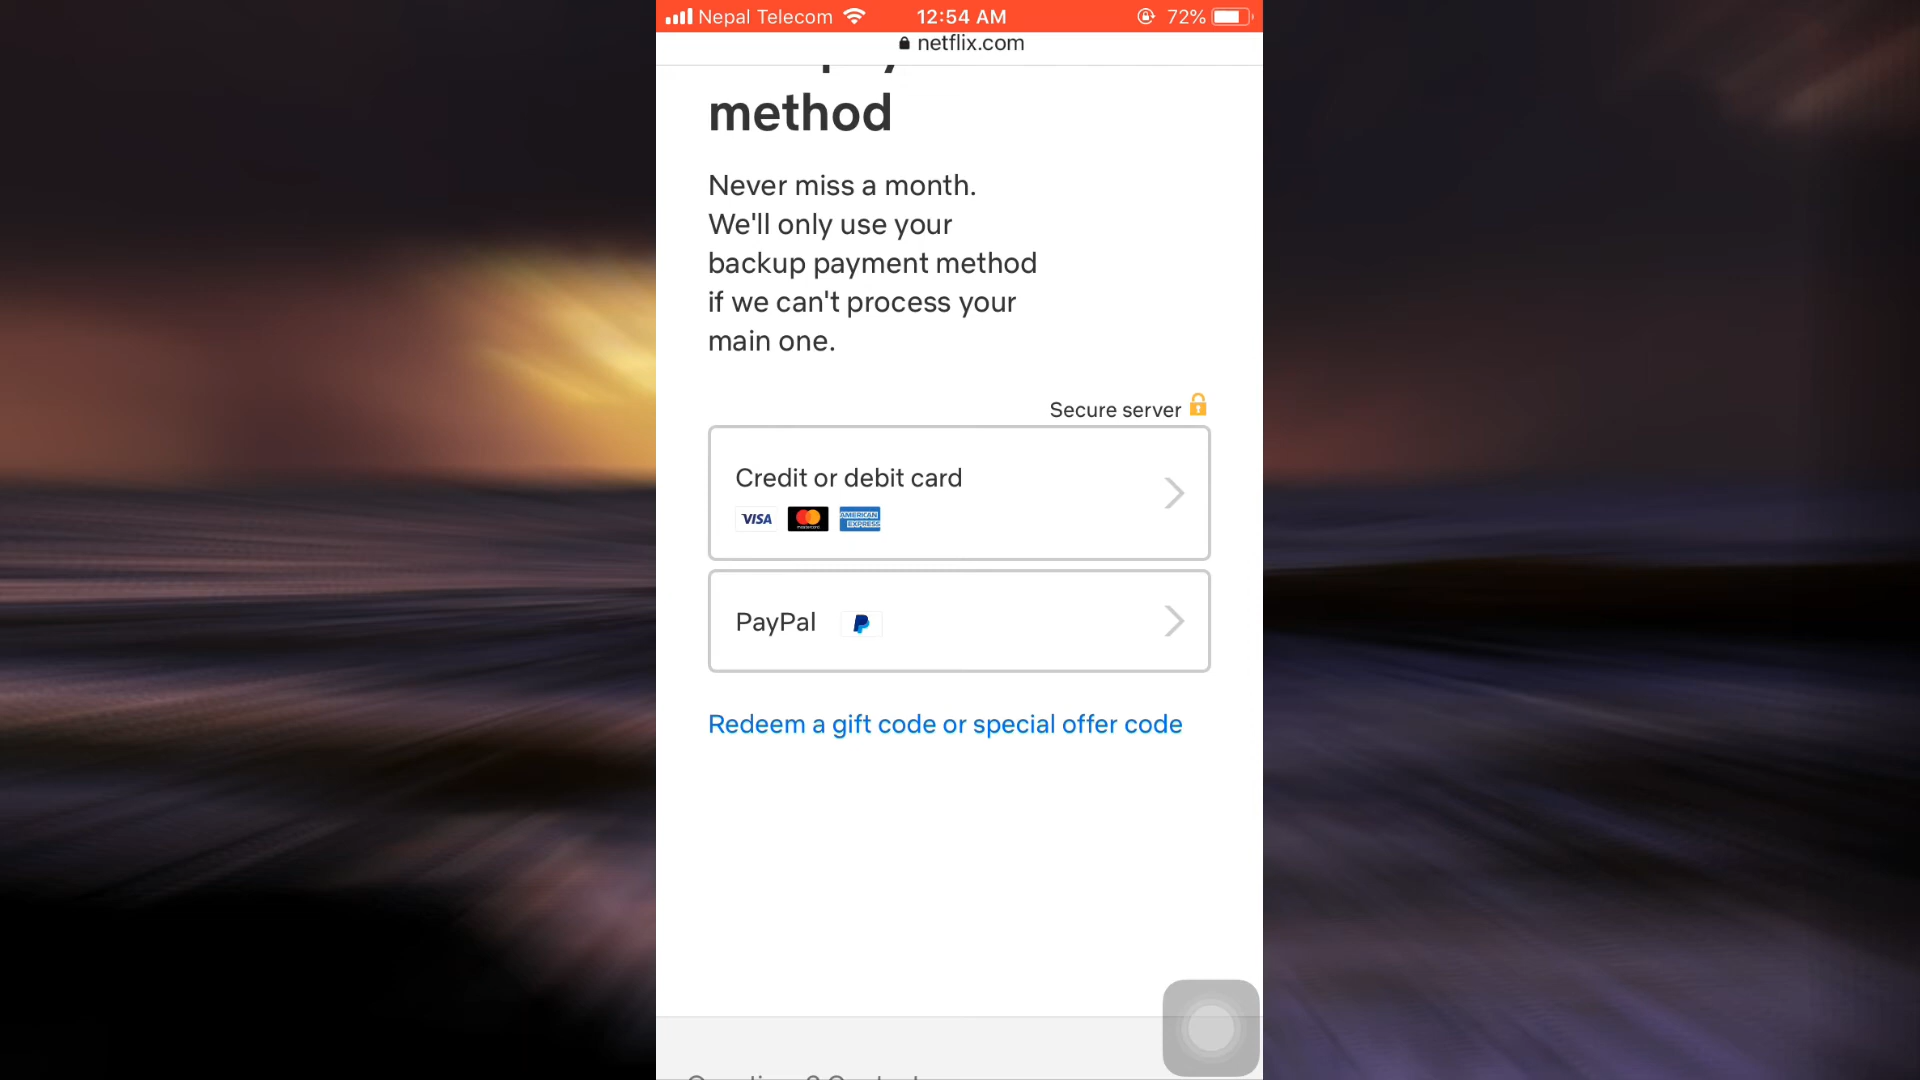 Nepal Telecom 12:54 AM 72%
netflix.com
method
Never miss a month.
We'll only use your
backup payment method
if we can't process your
main one.
Secure server
Credit or debit card
VISA mastercard AMERICAN EXPRESS
PayPal
Redeem a gift code or special offer code